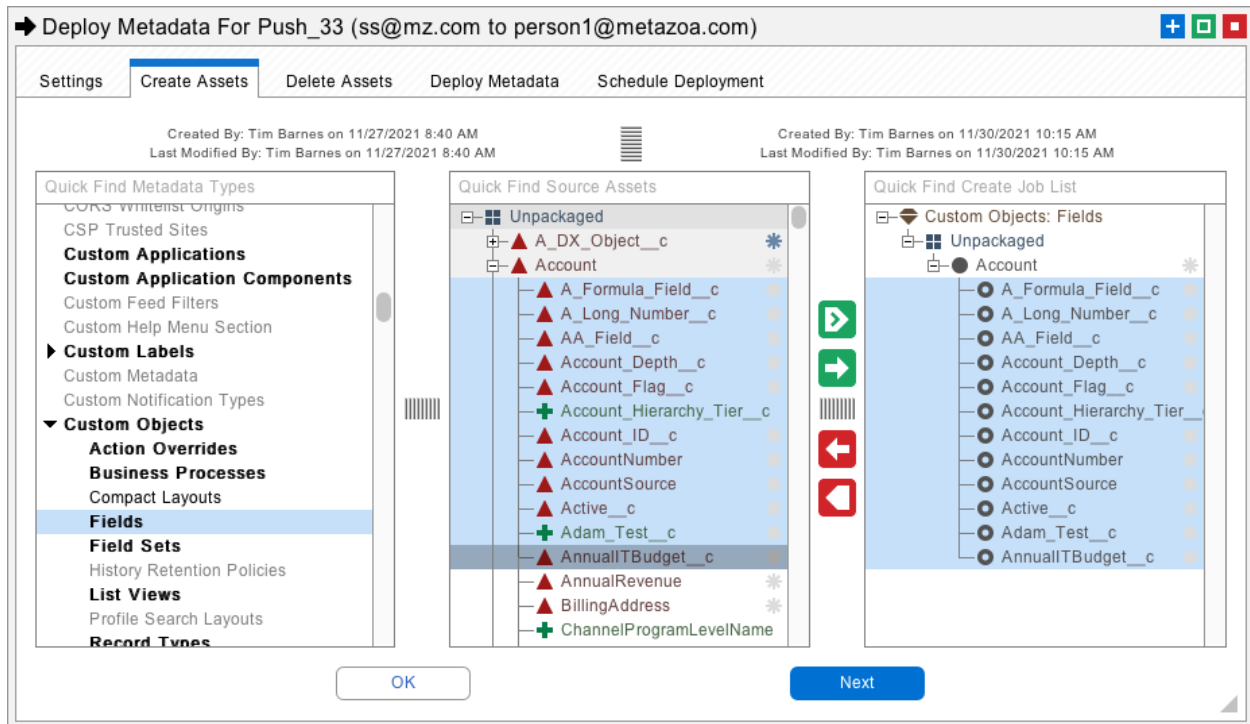 Deploy Metadata For Push_33 (ss@mz.com to person1@metazoa.com)
Settings
Create Assets
Delete Assets
Deploy Metadata
Schedule Deployment
Created By: Tim Barnes on 11/27/2021 8:40 AM
Last Modified By: Tim Barnes on 11/27/2021 8:40 AM
Created By: Tim Barnes on 11/30/2021 10:15 AM
Last Modified By: Tim Barnes on 11/30/2021 10:15 AM
Quick Find Metadata Types
CORS Whitelist Origins
CSP Trusted Sites
Custom Applications
Custom Application Components
Custom Feed Filters
Custom Help Menu Section
Custom Labels
Custom Metadata
Custom Notification Types
Custom Objects
Action Overrides
Business Processes
Compact Layouts
Fields
Field Sets
History Retention Policies
List Views
Profile Search Layouts
Record Types
Quick Find Source Assets
Unpackaged
A_DX_Object__c
Account
A_Formula_Field__c
A_Long_Number__c
AA_Field__c
Account_Depth__c
Account_Flag__c
Account_Hierarchy_Tier__c
Account_ID__c
AccountNumber
AccountSource
Active__c
Adam_Test__c
AnnualITBudget__c
AnnualRevenue
BillingAddress
ChannelProgramLevelName
Quick Find Create Job List
Custom Objects: Fields
Unpackaged
Account
A_Formula_Field__c
A_Long_Number__c
AA_Field__c
Account_Depth__c
Account_Flag__c
Account_Hierarchy_Tier_
Account_ID__c
AccountNumber
AccountSource
Active__c
Adam_Test__c
AnnualITBudget__c
OK
Next